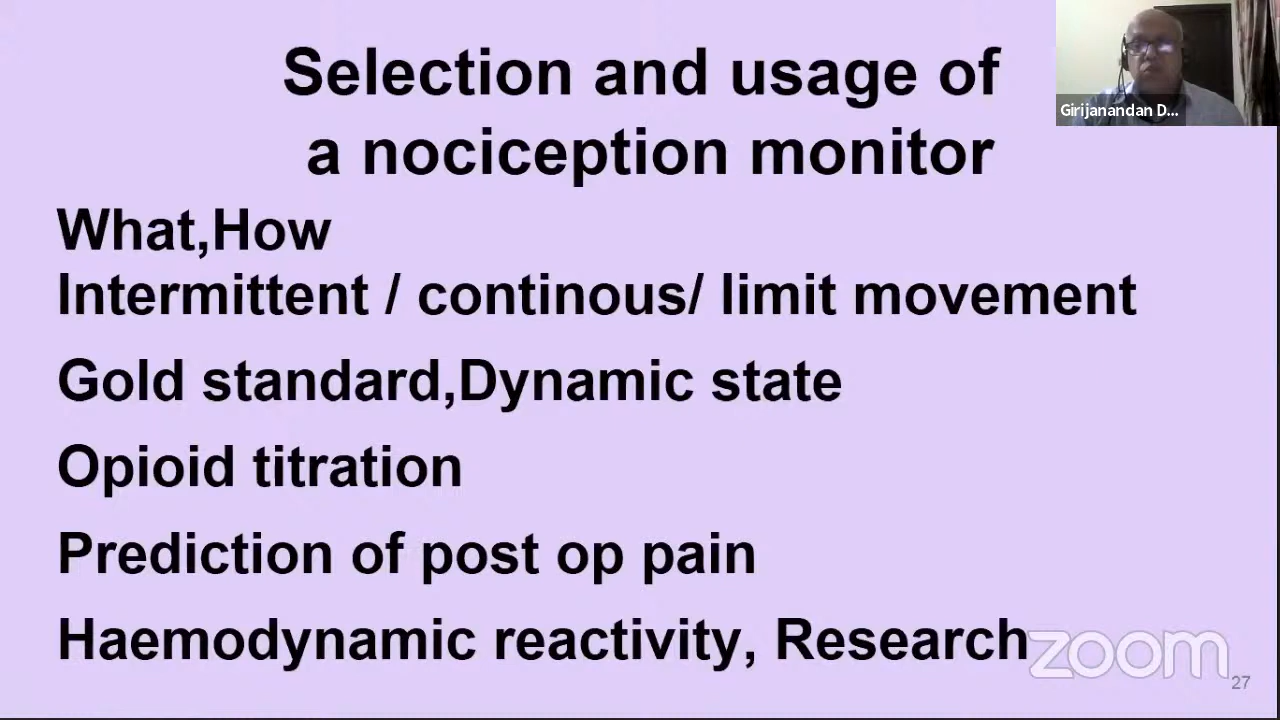 Selection and usage of
a nociception monitor
Girijanandan D...
What,How
Intermittent / continous/ limit movement
Gold standard,Dynamic state
Opioid titration
Prediction of post op pain
Haemodynamic reactivity, Research
zoom
27